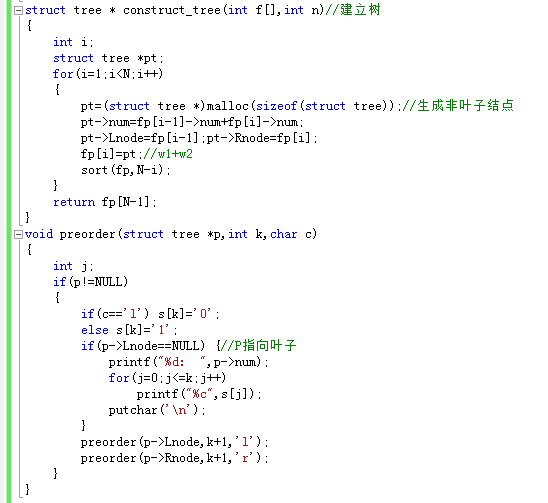 struct tree * construct_tree(int f[],int n)//建立树
{
    int i;
    struct tree *pt;
    for(i=1;i<N;i++)
    {
        pt=(struct tree *)malloc(sizeof(struct tree));//生成非叶子结点
        pt->num=fp[i-1]->num+fp[i]->num;
        pt->Lnode=fp[i-1];pt->Rnode=fp[i];
        fp[i]=pt;//w1+w2
        sort(fp,N-i);
    }
    return fp[N-1];
}
void preorder(struct tree *p,int k,char c)
{
    int j;
    if(p!=NULL)
    {
        if(c=='l') s[k]='0';
        else s[k]='1';
        if(p->Lnode==NULL) {//P指向叶子
            printf("%d:  ",p->num);
            for(j=0;j<=k;j++)
                printf("%c",s[j]);
            putchar('\n');
        }
        preorder(p->Lnode,k+1,'l');
        preorder(p->Rnode,k+1,'r');
    }
}